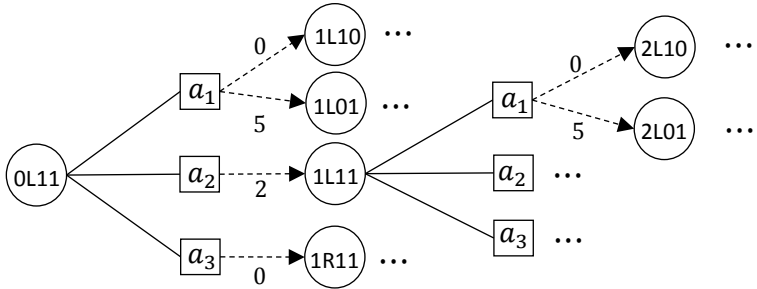 0 1L10 ... 0 2L10 ...
a₁ 1L01 ... a₁ 2L01 ...
5 5
0L11 a₂ 1L11 a₂ ...
2
a₃ 1R11 ... a₃ ...
0